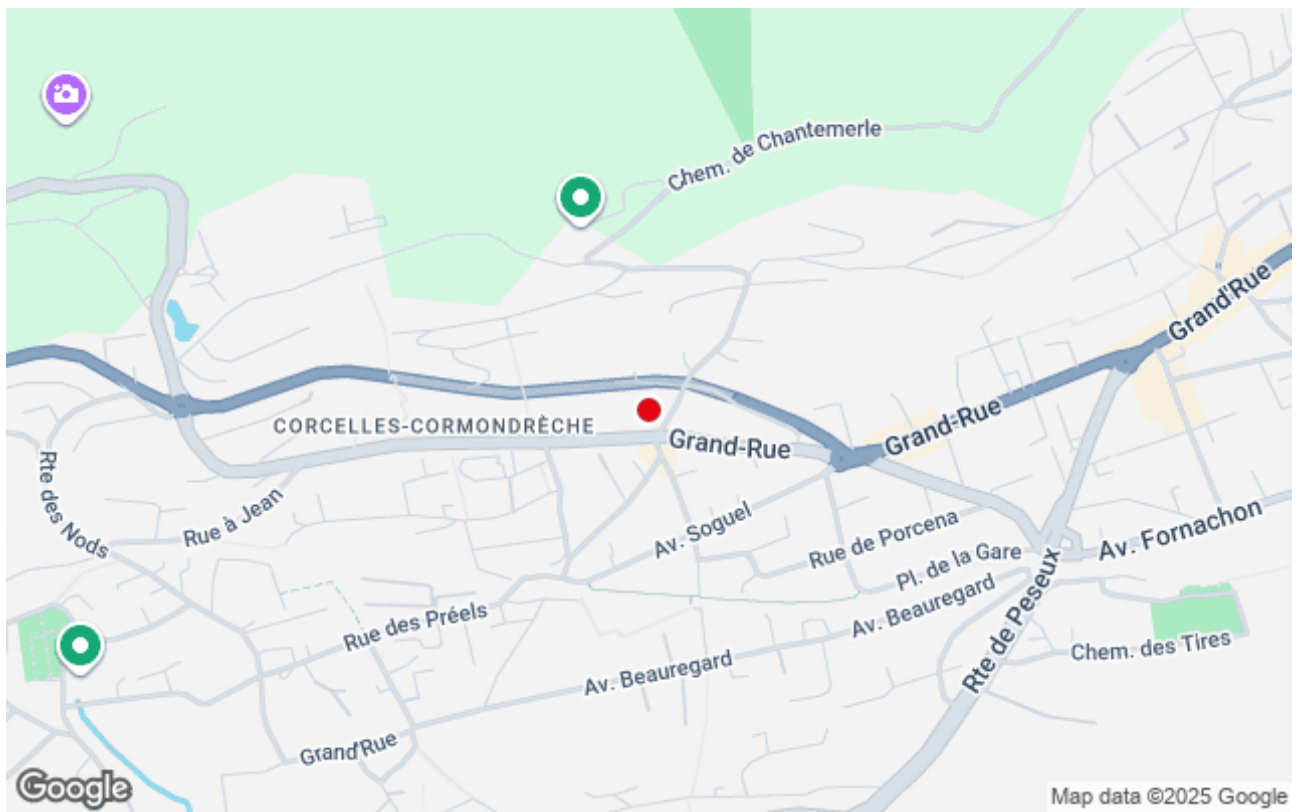 Chem. de Chantemerle
Grand'Rue
CORCELLES-CORMONDRÈCHE
Grand-Rue
Grand-Rue
Rte des Nods
Rue à Jean
Av. Soguel
Rue de Porcena
Av. Fornachon
Pl. de la Gare
Av. Beauregard
Rue des Préels
Rte de Peseux
Chem. des Tires
Av. Beauregard
Grand'Rue
Google
Map data ©2025 Google